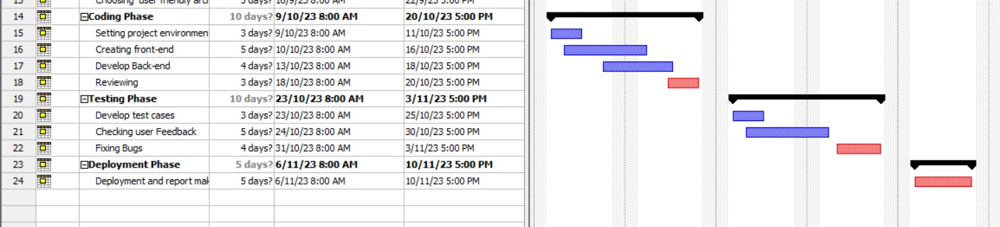 14 Coding Phase 10 days? 9/10/23 8:00 AM 20/10/23 5:00 PM
15 Setting project environmen 3 days? 9/10/23 8:00 AM 11/10/23 5:00 PM
16 Creating front-end 5 days? 10/10/23 8:00 AM 16/10/23 5:00 PM
17 Develop Back-end 4 days? 13/10/23 8:00 AM 18/10/23 5:00 PM
18 Reviewing 3 days? 18/10/23 8:00 AM 20/10/23 5:00 PM
19 Testing Phase 10 days? 23/10/23 8:00 AM 3/11/23 5:00 PM
20 Develop test cases 3 days? 23/10/23 8:00 AM 25/10/23 5:00 PM
21 Checking user Feedback 5 days? 24/10/23 8:00 AM 30/10/23 5:00 PM
22 Fixing Bugs 4 days? 31/10/23 8:00 AM 3/11/23 5:00 PM
23 Deployment Phase 5 days? 6/11/23 8:00 AM 10/11/23 5:00 PM
24 Deployment and report mak 5 days? 6/11/23 8:00 AM 10/11/23 5:00 PM